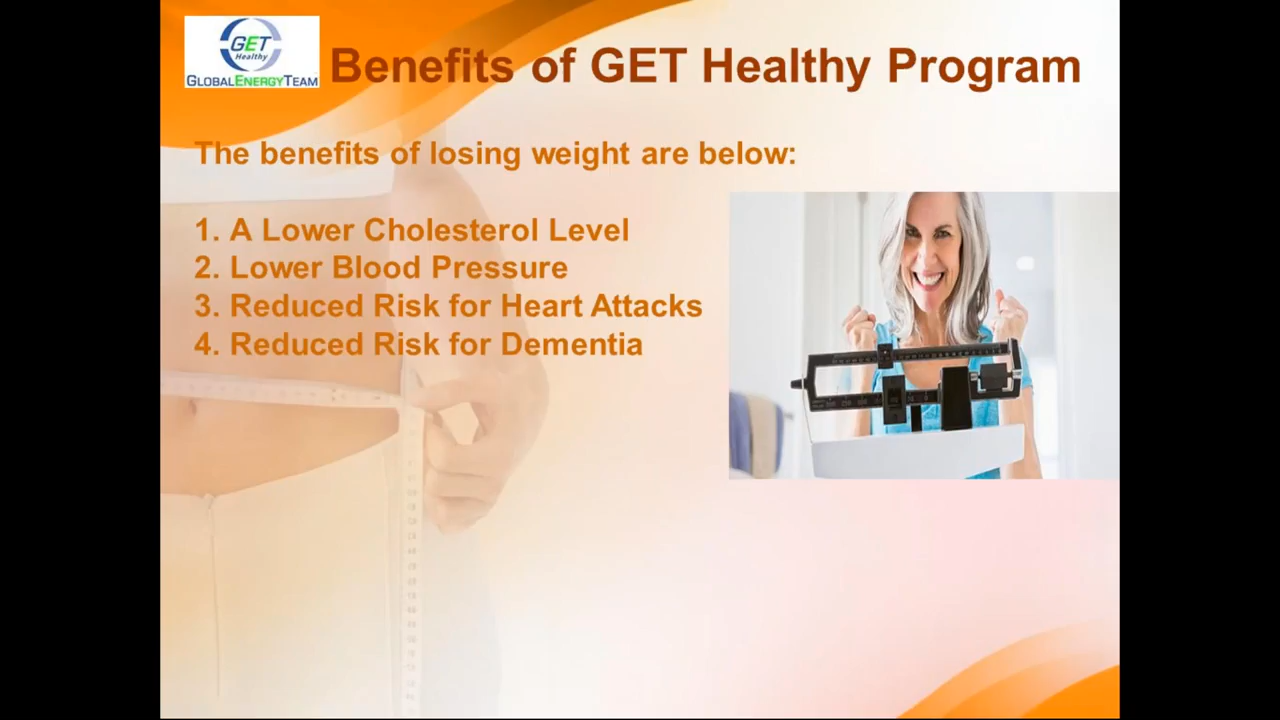 GET
Healthy
GLOBALENERGYTEAM
Benefits of GET Healthy Program
The benefits of losing weight are below:
1. A Lower Cholesterol Level
2. Lower Blood Pressure
3. Reduced Risk for Heart Attacks
4. Reduced Risk for Dementia